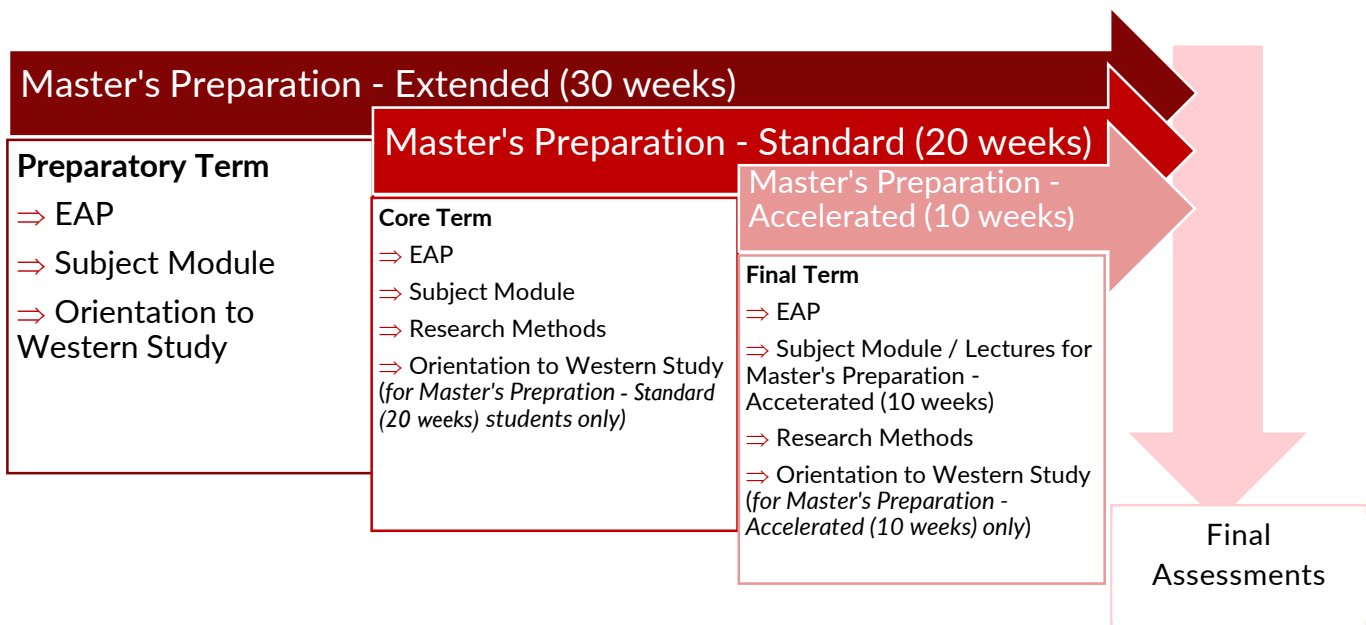 Master's Preparation - Extended (30 weeks)
Master's Preparation - Standard (20 weeks)
Master's Preparation -
Accelerated (10 weeks)
Preparatory Term
⇒ EAP
⇒ Subject Module
⇒ Orientation to
Western Study
Core Term
⇒ EAP
⇒ Subject Module
⇒ Research Methods
⇒ Orientation to Western Study
(for Master's Prepration - Standard
(20 weeks) students only)
Final Term
⇒ EAP
⇒ Subject Module / Lectures for
Master's Preparation -
Acceterated (10 weeks)
⇒ Research Methods
⇒ Orientation to Western Study
(for Master's Preparation -
Accelerated (10 weeks) only)
Final
Assessments